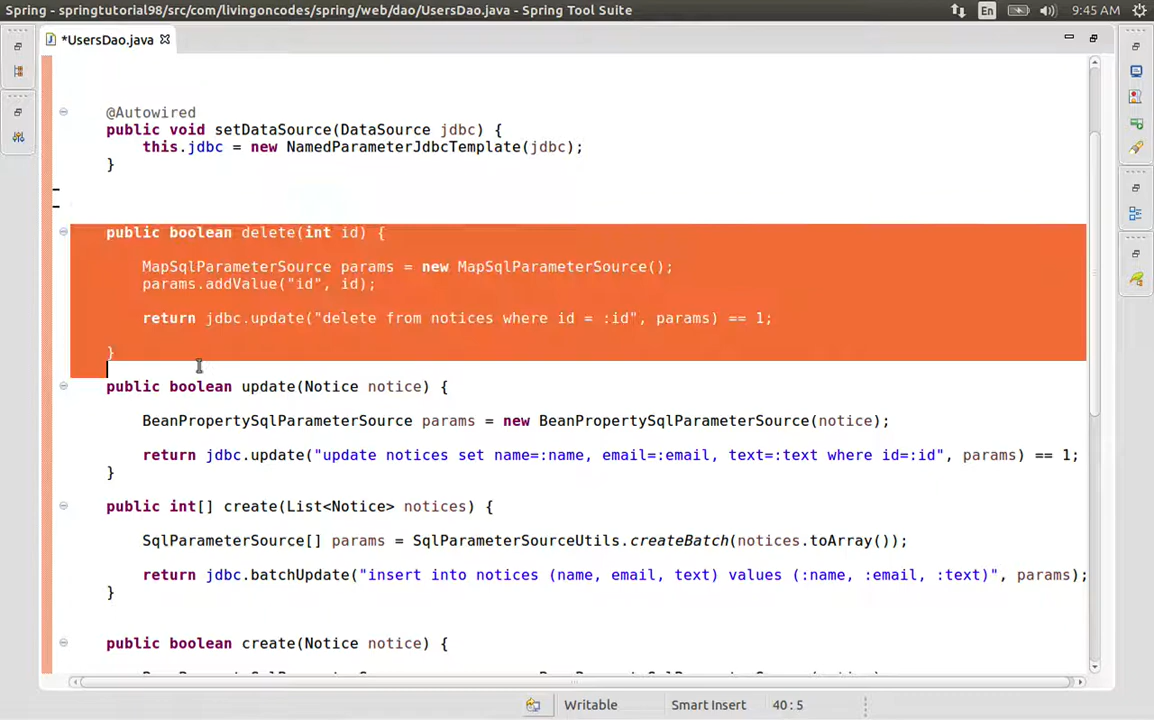 Spring - springtutorial98/src/com/livingoncodes/spring/web/dao/UsersDao.java - Spring Tool Suite
En
9:45 AM
*UsersDao.java
@Autowired
public void setDataSource(DataSource jdbc) {
this.jdbc = new NamedParameterJdbcTemplate(jdbc);
}
public boolean delete(int id) {
MapSqlParameterSource params = new MapSqlParameterSource();
params.addValue("id", id);
return jdbc.update("delete from notices where id = :id", params) == 1;
}
public boolean update(Notice notice) {
BeanPropertySqlParameterSource params = new BeanPropertySqlParameterSource(notice);
return jdbc.update("update notices set name=:name, email=:email, text=:text where id=:id", params) == 1;
}
public int[] create(List<Notice> notices) {
SqlParameterSource[] params = SqlParameterSourceUtils.createBatch(notices.toArray());
return jdbc.batchUpdate("insert into notices (name, email, text) values (:name, :email, :text)", params);
}
public boolean create(Notice notice) {
Writable
Smart Insert
40 : 5